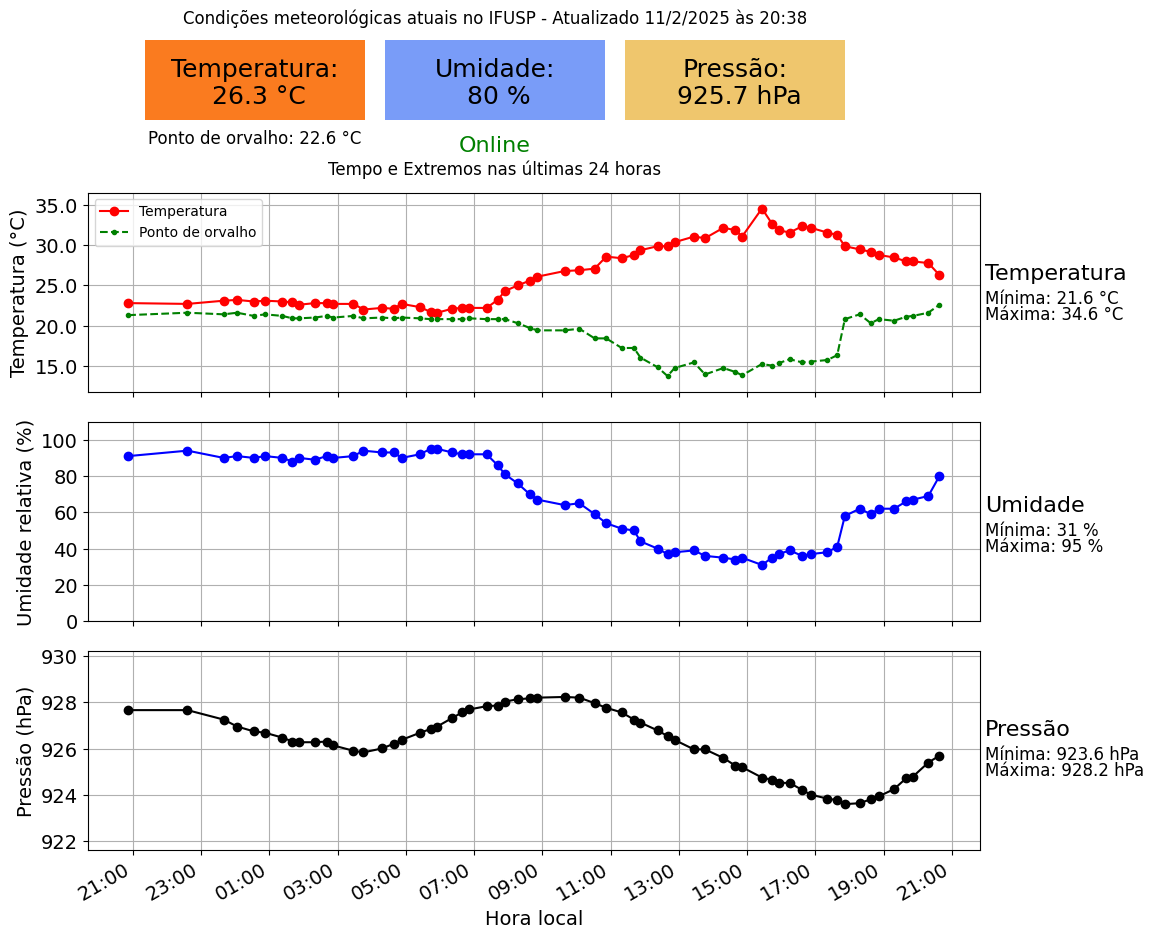 Condições meteorológicas atuais no IFUSP - Atualizado 11/2/2025 às 20:38
Temperatura:
26.3 °C
Umidade:
80 %
Pressão:
925.7 hPa
Ponto de orvalho: 22.6 °C
Online
Tempo e Extremos nas últimas 24 horas
Temperatura (°C)
35.0
30.0
25.0
20.0
15.0
Temperatura
Ponto de orvalho
Temperatura
Mínima: 21.6 °C
Máxima: 34.6 °C
Umidade relativa (%)
100
80
60
40
20
0
Umidade
Mínima: 31 %
Máxima: 95 %
Pressão (hPa)
930
928
926
924
922
Pressão
Mínima: 923.6 hPa
Máxima: 928.2 hPa
21:00 23:00 01:00 03:00 05:00 07:00 09:00 11:00 13:00 15:00 17:00 19:00 21:00
Hora local